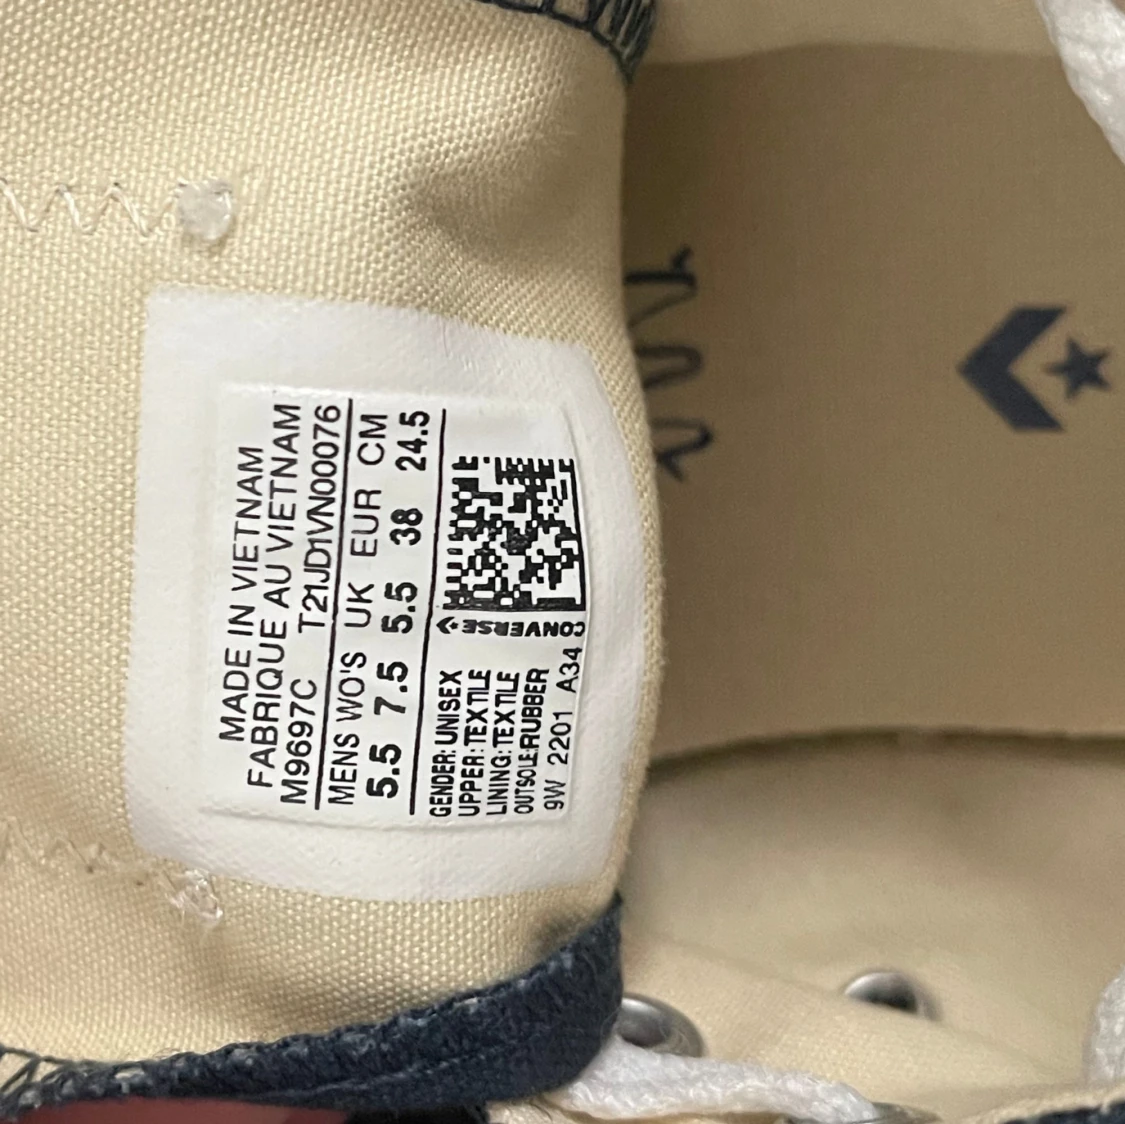 MADE IN VIETNAM
FABRIQUE AU VIETNAM
M9697C T21JD1VN00076
MENS WO'S UK EUR CM
5.5 7.5 5.5 38 24.5
GENDER: UNISEX
UPPER: TEXTILE
LINING: TEXTILE
OUTSOLE:RUBBER
9W 2201 A34
CONVERSE